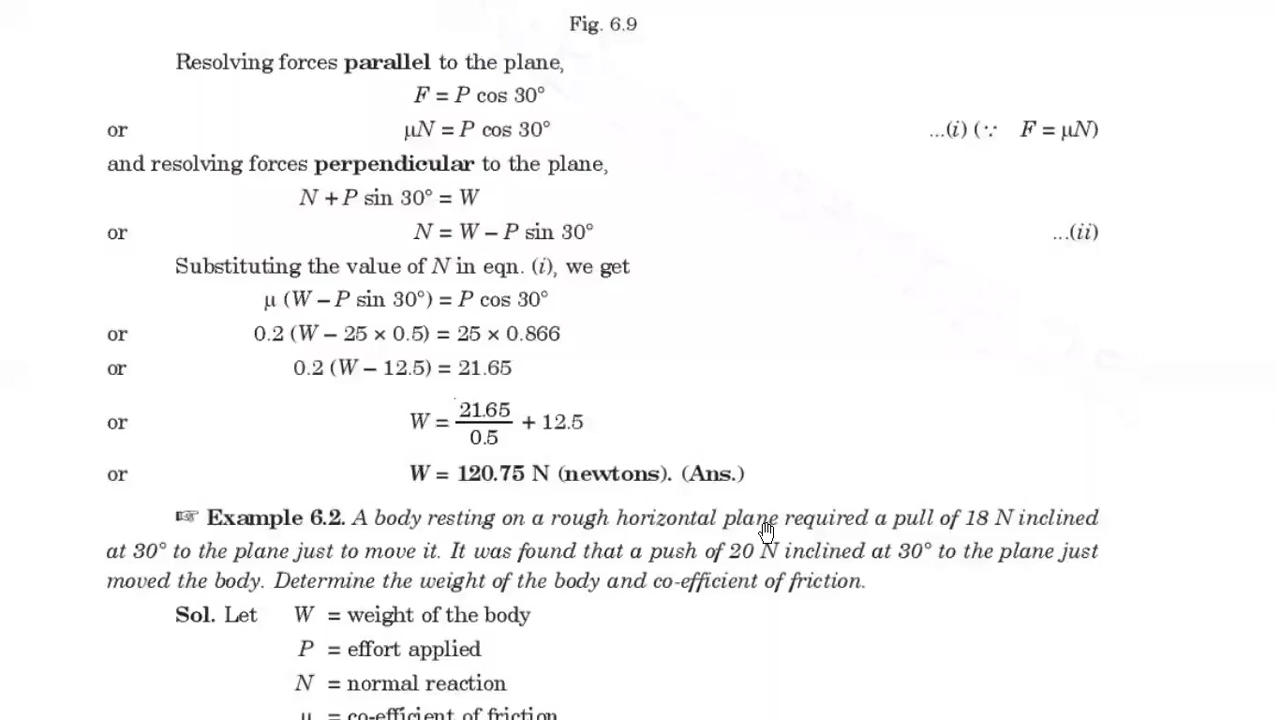 Fig. 6.9
Resolving forces parallel to the plane,
F = P cos 30°
or μN = P cos 30° ...(i) (∵ F = μN)
and resolving forces perpendicular to the plane,
N + P sin 30° = W
or N = W – P sin 30° ...(ii)
Substituting the value of N in eqn. (i), we get
μ (W – P sin 30°) = P cos 30°
or 0.2 (W – 25 × 0.5) = 25 × 0.866
or 0.2 (W – 12.5) = 21.65
or W = 21.65 / 0.5 + 12.5
or W = 120.75 N (newtons). (Ans.)
☞ Example 6.2. A body resting on a rough horizontal plane required a pull of 18 N inclined
at 30° to the plane just to move it. It was found that a push of 20 N inclined at 30° to the plane just
moved the body. Determine the weight of the body and co-efficient of friction.
Sol. Let W = weight of the body
P = effort applied
N = normal reaction
μ = co-efficient of friction